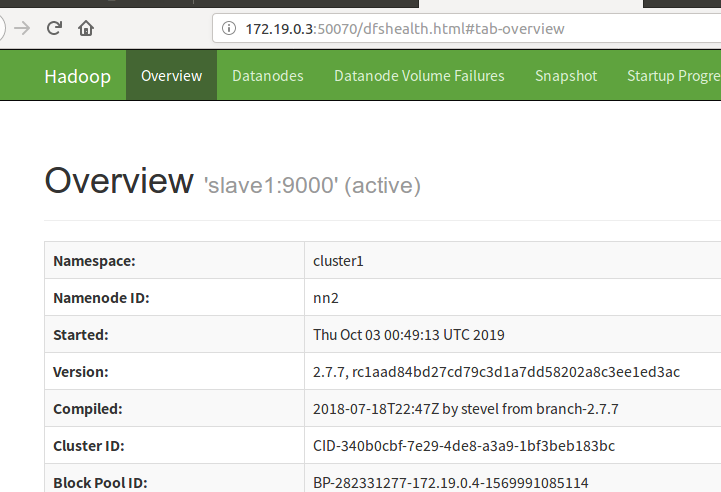 172.19.0.3:50070/dfshealth.html#tab-overview
Hadoop Overview Datanodes Datanode Volume Failures Snapshot Startup Progre
Overview 'slave1:9000' (active)
Namespace: cluster1
Namenode ID: nn2
Started: Thu Oct 03 00:49:13 UTC 2019
Version: 2.7.7, rc1aad84bd27cd79c3d1a7dd58202a8c3ee1ed3ac
Compiled: 2018-07-18T22:47Z by stevel from branch-2.7.7
Cluster ID: CID-340b0cbf-7e29-4de8-a3a9-1bf3beb183bc
Block Pool ID: BP-282331277-172.19.0.4-1569991085114